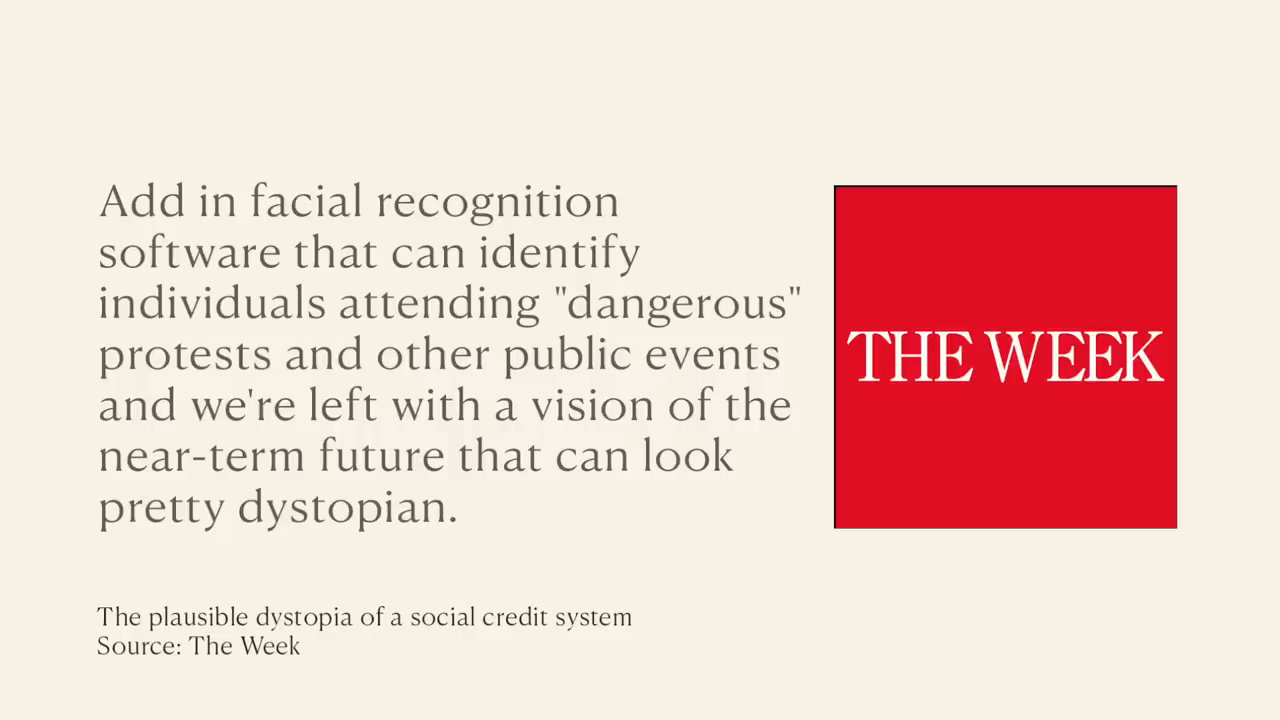 Add in facial recognition
software that can identify
individuals attending "dangerous"
protests and other public events
and we're left with a vision of the
near-term future that can look
pretty dystopian.
THE WEEK
The plausible dystopia of a social credit system
Source: The Week